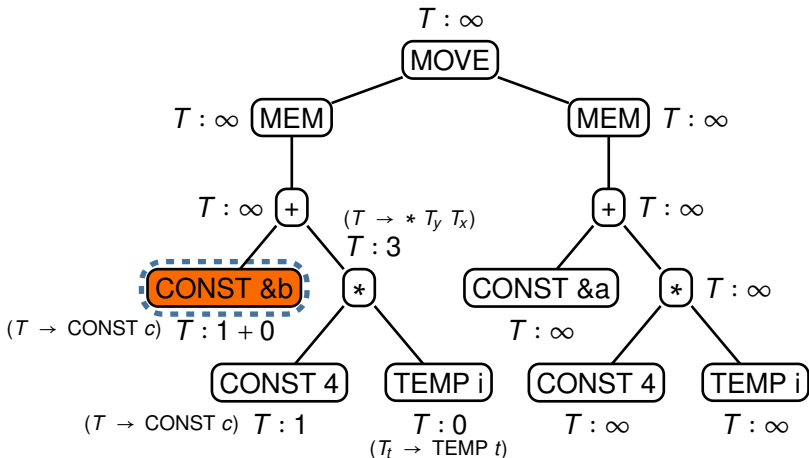 T : ∞
MOVE
T : ∞ MEM MEM T : ∞
T : ∞ + (T → * T_y T_x) + T : ∞
T : 3
CONST &b * CONST &a * T : ∞
(T → CONST c) T : 1 + 0 T : ∞
CONST 4 TEMP i CONST 4 TEMP i
(T → CONST c) T : 1 T : 0 T : ∞ T : ∞
(T_t → TEMP t)